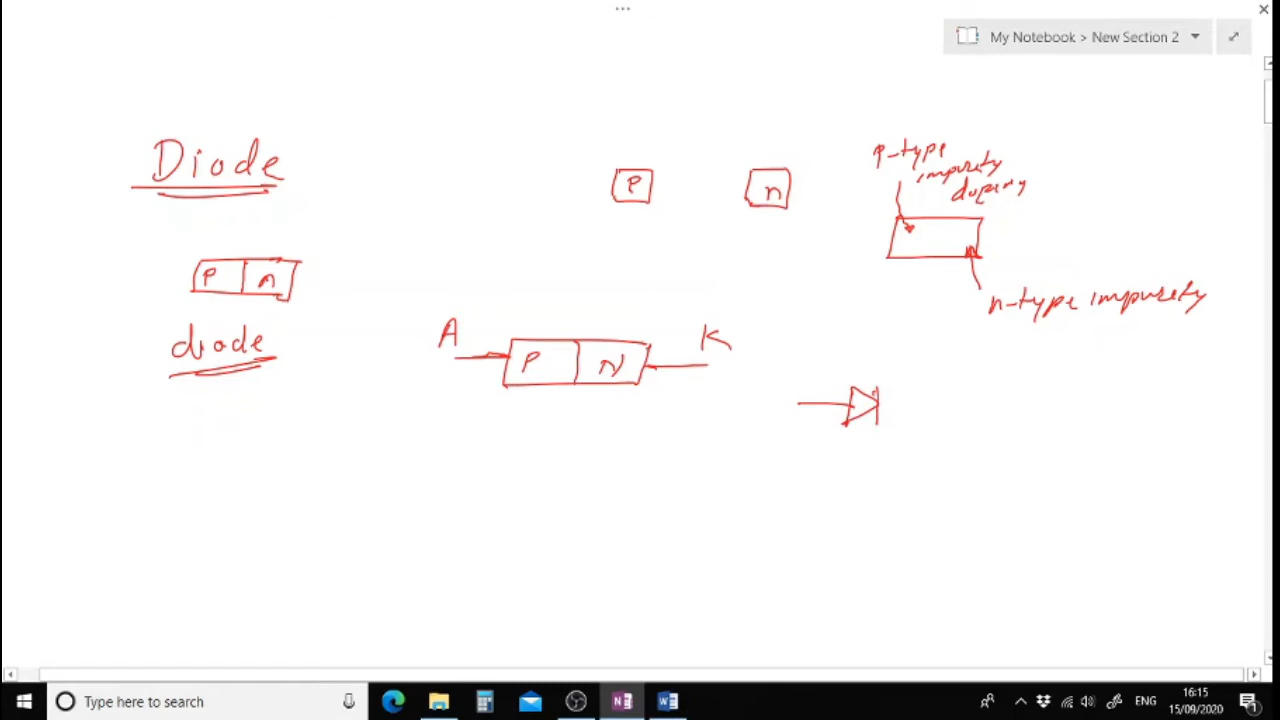 ...
My Notebook > New Section 2
Diode
P
n
P-type
impurity
doping
P n
n-type impurity
diode
A
K
P N
Type here to search
ENG
16:15
15/09/2020
1